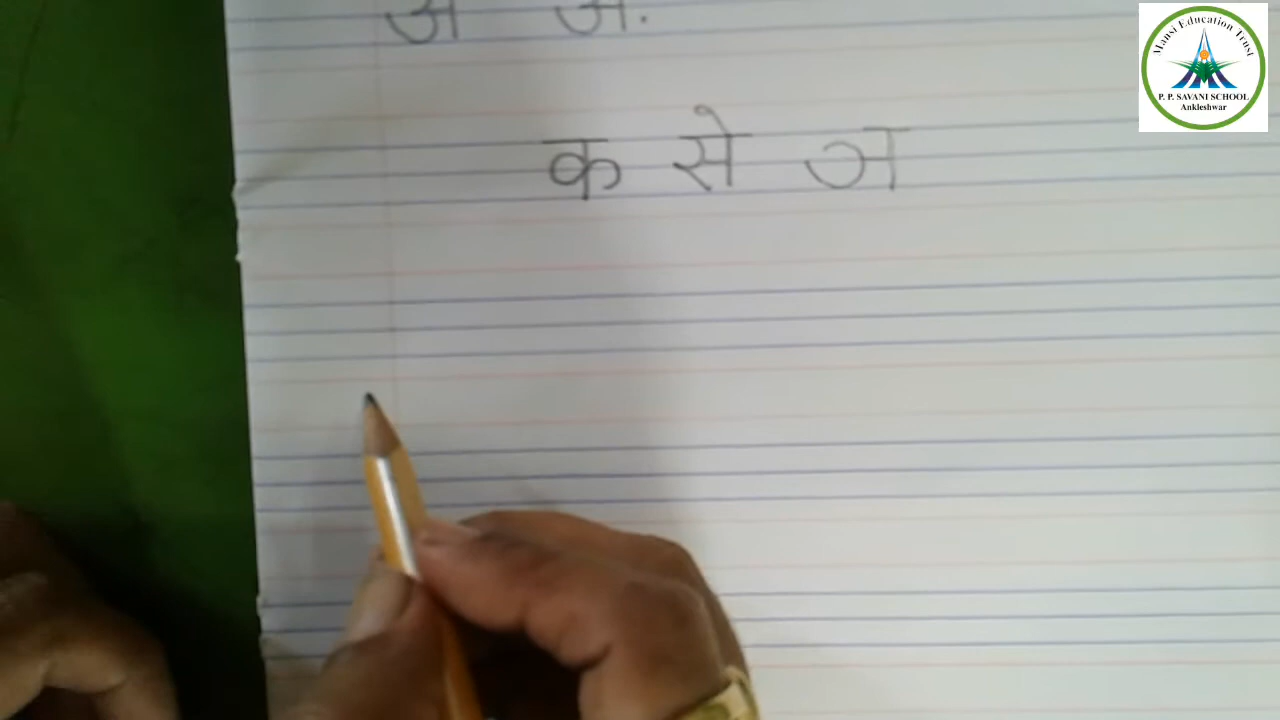 Mansi Education Trust
P. P. SAVANI SCHOOL
Ankleshwar
क से ज